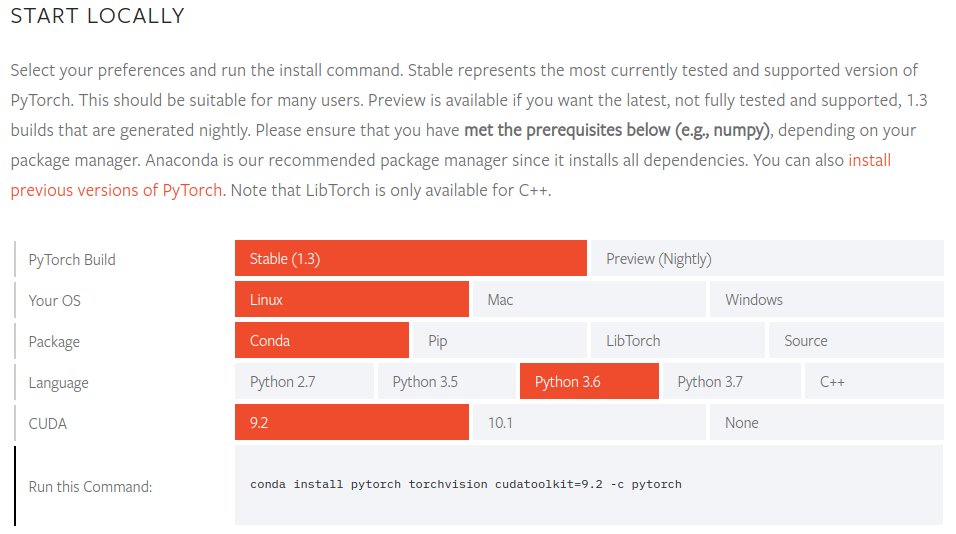 START LOCALLY
Select your preferences and run the install command. Stable represents the most currently tested and supported version of
PyTorch. This should be suitable for many users. Preview is available if you want the latest, not fully tested and supported, 1.3
builds that are generated nightly. Please ensure that you have met the prerequisites below (e.g., numpy), depending on your
package manager. Anaconda is our recommended package manager since it installs all dependencies. You can also install
previous versions of PyTorch. Note that LibTorch is only available for C++.
PyTorch Build Stable (1.3) Preview (Nightly)
Your OS Linux Mac Windows
Package Conda Pip LibTorch Source
Language Python 2.7 Python 3.5 Python 3.6 Python 3.7 C++
CUDA 9.2 10.1 None
Run this Command: conda install pytorch torchvision cudatoolkit=9.2 -c pytorch